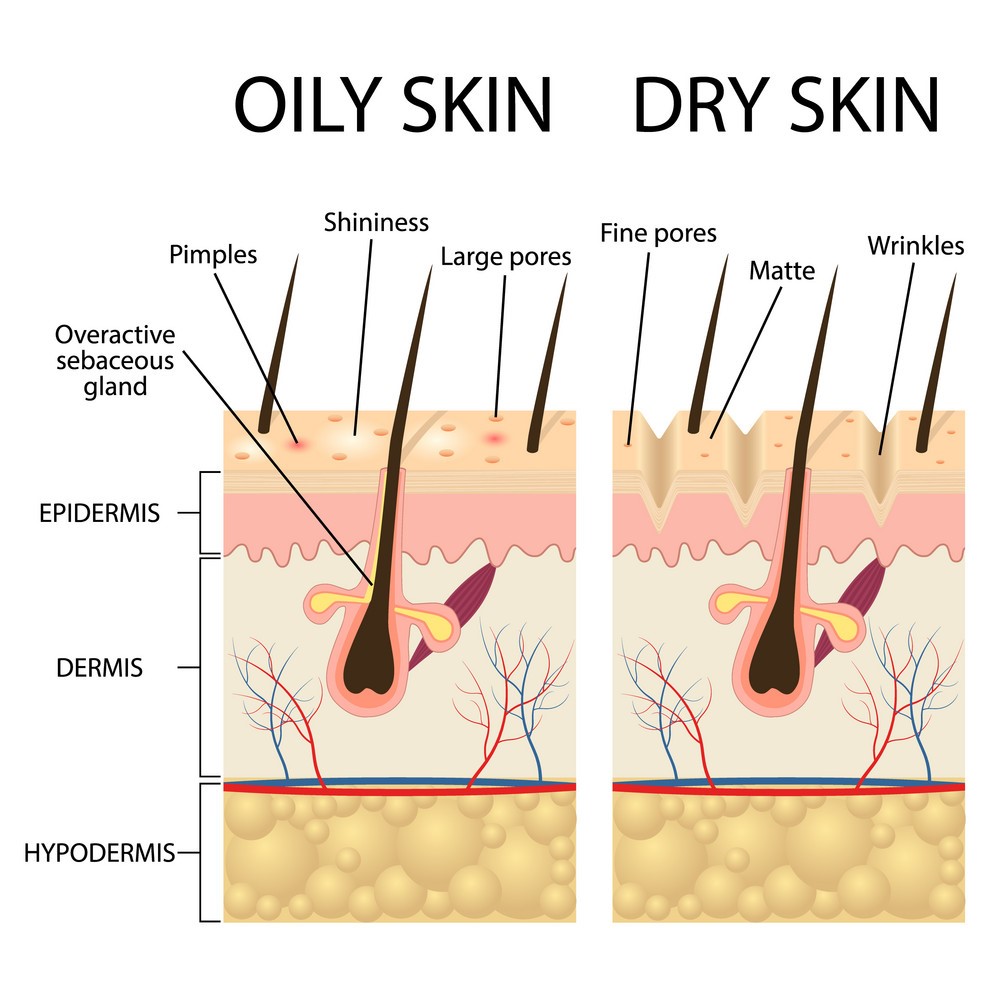 OILY SKIN
DRY SKIN
Shininess
Pimples
Large pores
Overactive
sebaceous
gland
Fine pores
Matte
Wrinkles
EPIDERMIS
DERMIS
HYPODERMIS